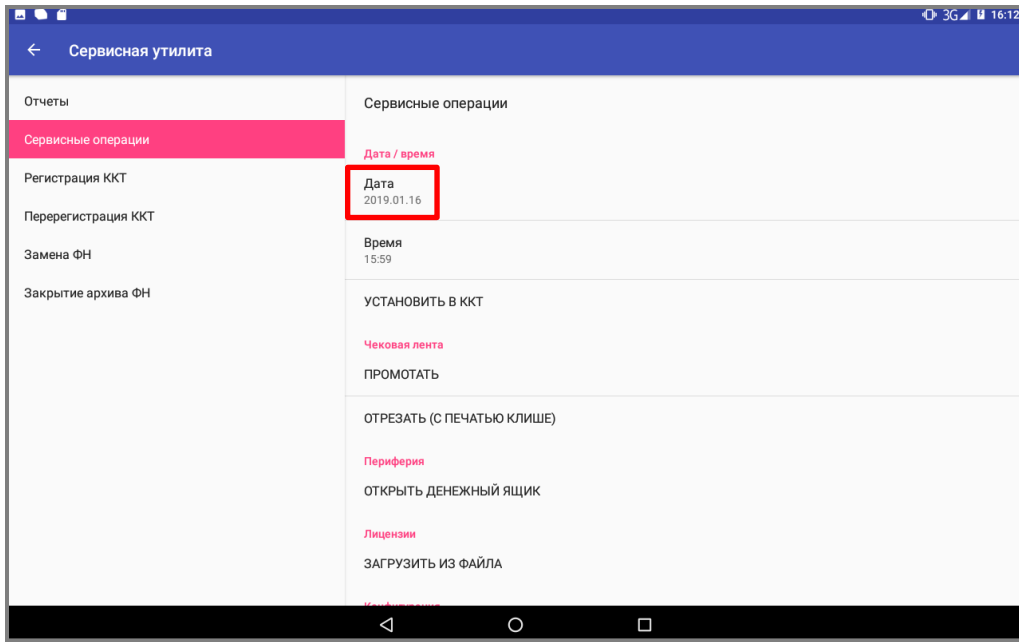 3G 16:12
Сервисная утилита
Отчеты
Сервисные операции
Регистрация ККТ
Перерегистрация ККТ
Замена ФН
Закрытие архива ФН
Сервисные операции
Дата / время
Дата
2019.01.16
Время
15:59
УСТАНОВИТЬ В ККТ
Чековая лента
ПРОМОТАТЬ
ОТРЕЗАТЬ (С ПЕЧАТЬЮ КЛИШЕ)
Периферия
ОТКРЫТЬ ДЕНЕЖНЫЙ ЯЩИК
Лицензии
ЗАГРУЗИТЬ ИЗ ФАЙЛА